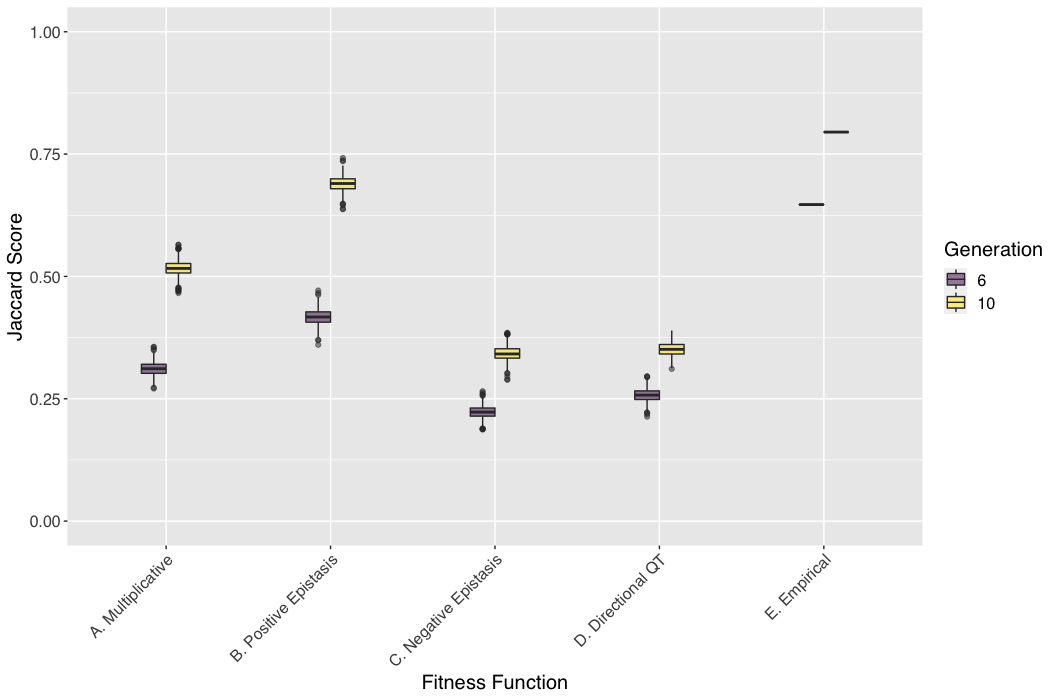 1.00
0.75
0.50
0.25
0.00
Jaccard Score
A. Multiplicative
B. Positive Epistasis
C. Negative Epistasis
D. Directional QT
E. Empirical
Fitness Function
Generation
6
10